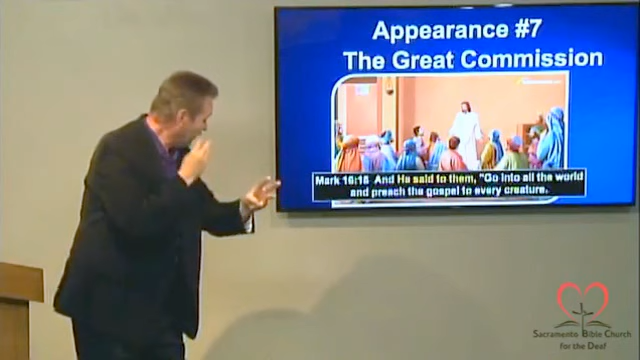 Appearance #7
The Great Commission
Mark 16:15 And He said to them, "Go into all the world
and preach the gospel to every creature.
Sacramento Bible Church
for the Deaf